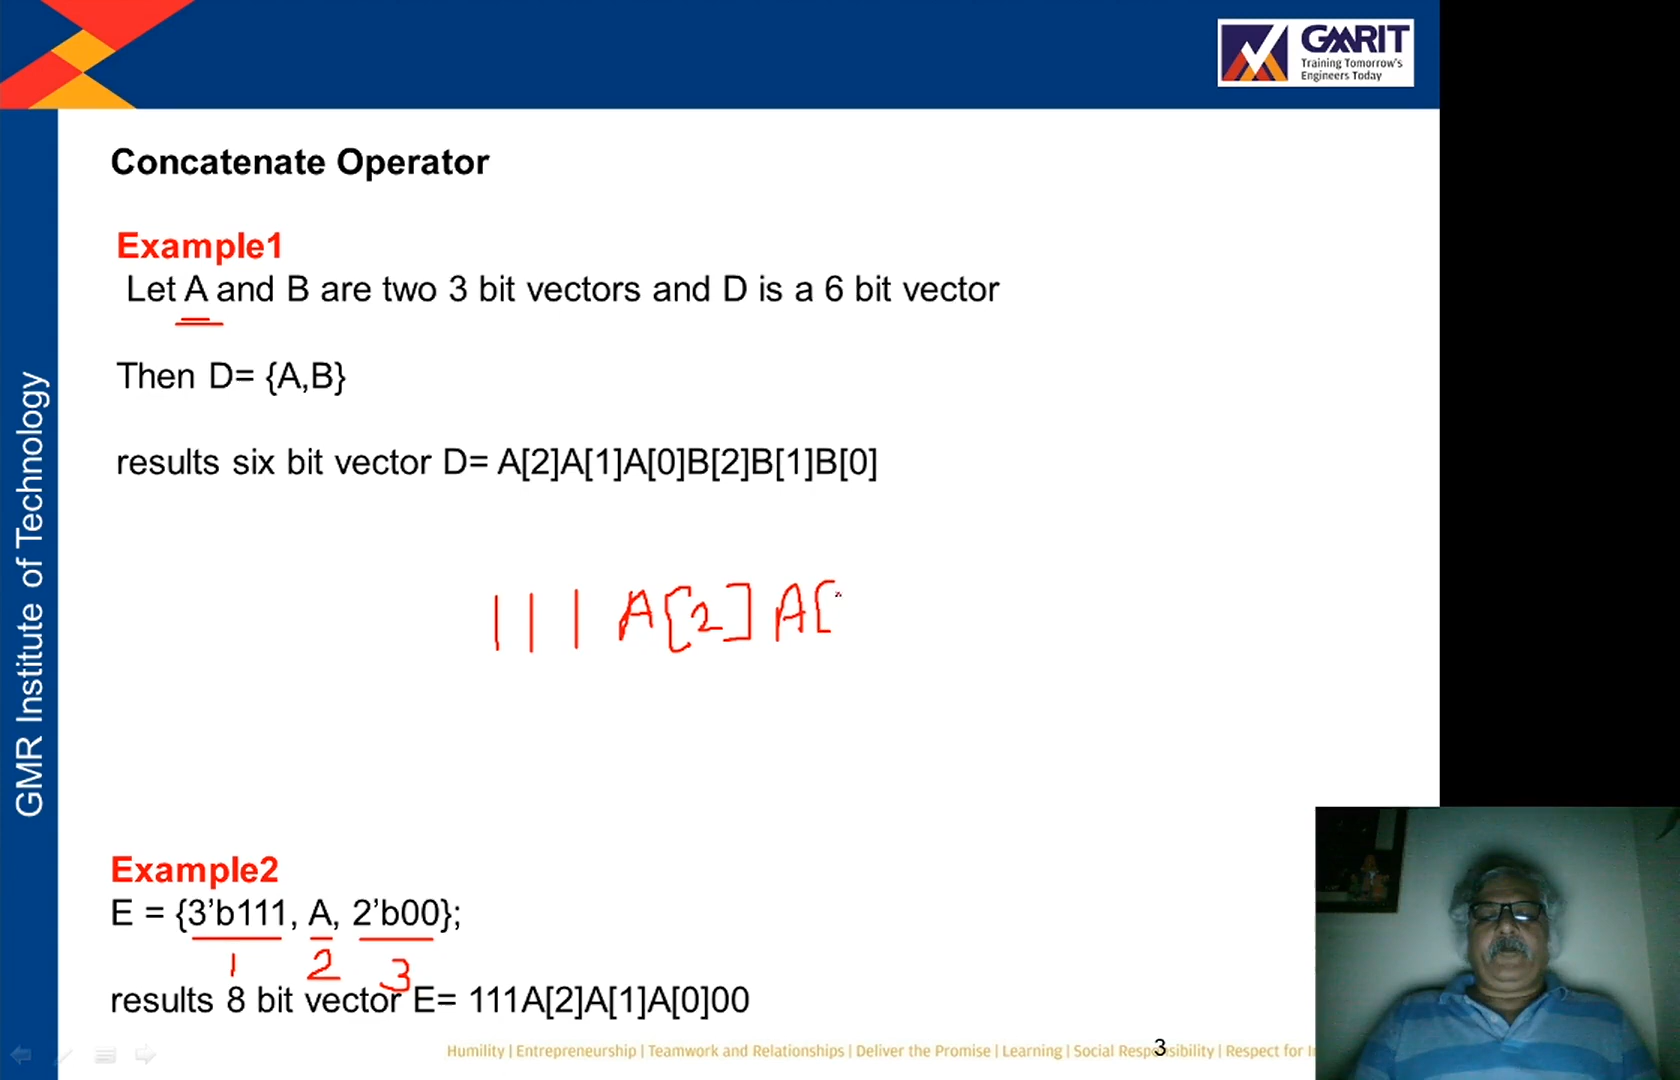 GMRIT
Training Tomorrow's
Engineers Today
GMR Institute of Technology
Concatenate Operator
Example1
Let A and B are two 3 bit vectors and D is a 6 bit vector
Then D= {A,B}
results six bit vector D= A[2]A[1]A[0]B[2]B[1]B[0]
111 A[2] A[
Example2
E = {3’b111, A, 2’b00};
1 2 3
results 8 bit vector E= 111A[2]A[1]A[0]00
Humility | Entrepreneurship | Teamwork and Relationships | Deliver the Promise | Learning | Social Responsibility | Respect for
3